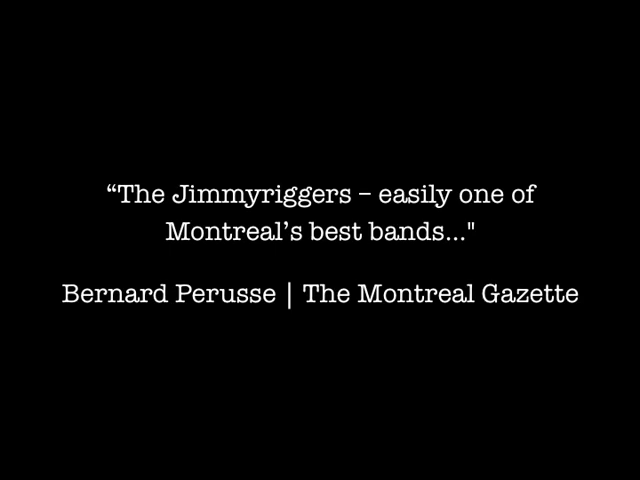 “The Jimmyriggers – easily one of
Montreal’s best bands..."
Bernard Perusse | The Montreal Gazette